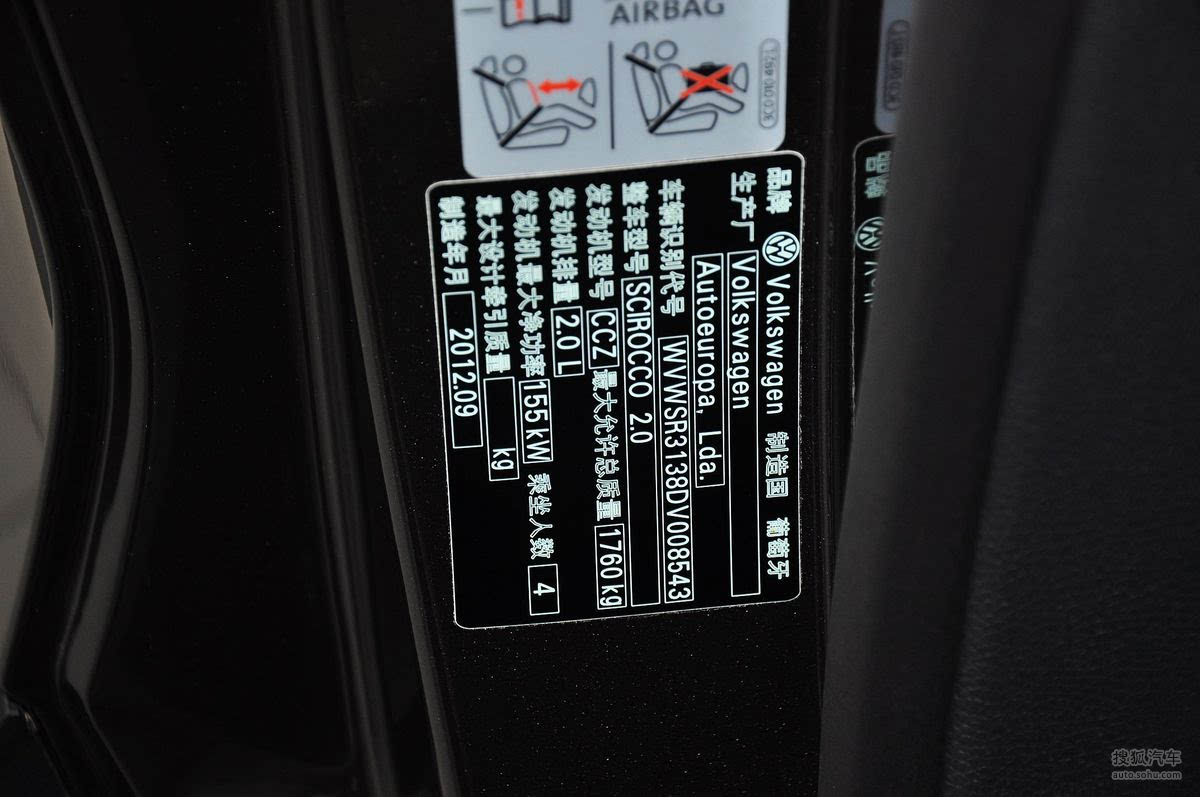 AIRBAG
品牌 Volkswagen 制造国 葡萄牙
生产厂 Volkswagen
Autoeuropa, Lda.
车辆识别代号 WVWSR3138DV008543
整车型号 SCIROCCO 2.0
发动机型号 CCZ 最大允许总质量 1760kg
发动机排量 2.0 L
发动机最大净功率 155kW 乘坐人数 4
最大设计牵引质量 kg
制造年月 2012.09
品牌
搜狐汽车
auto.sohu.com